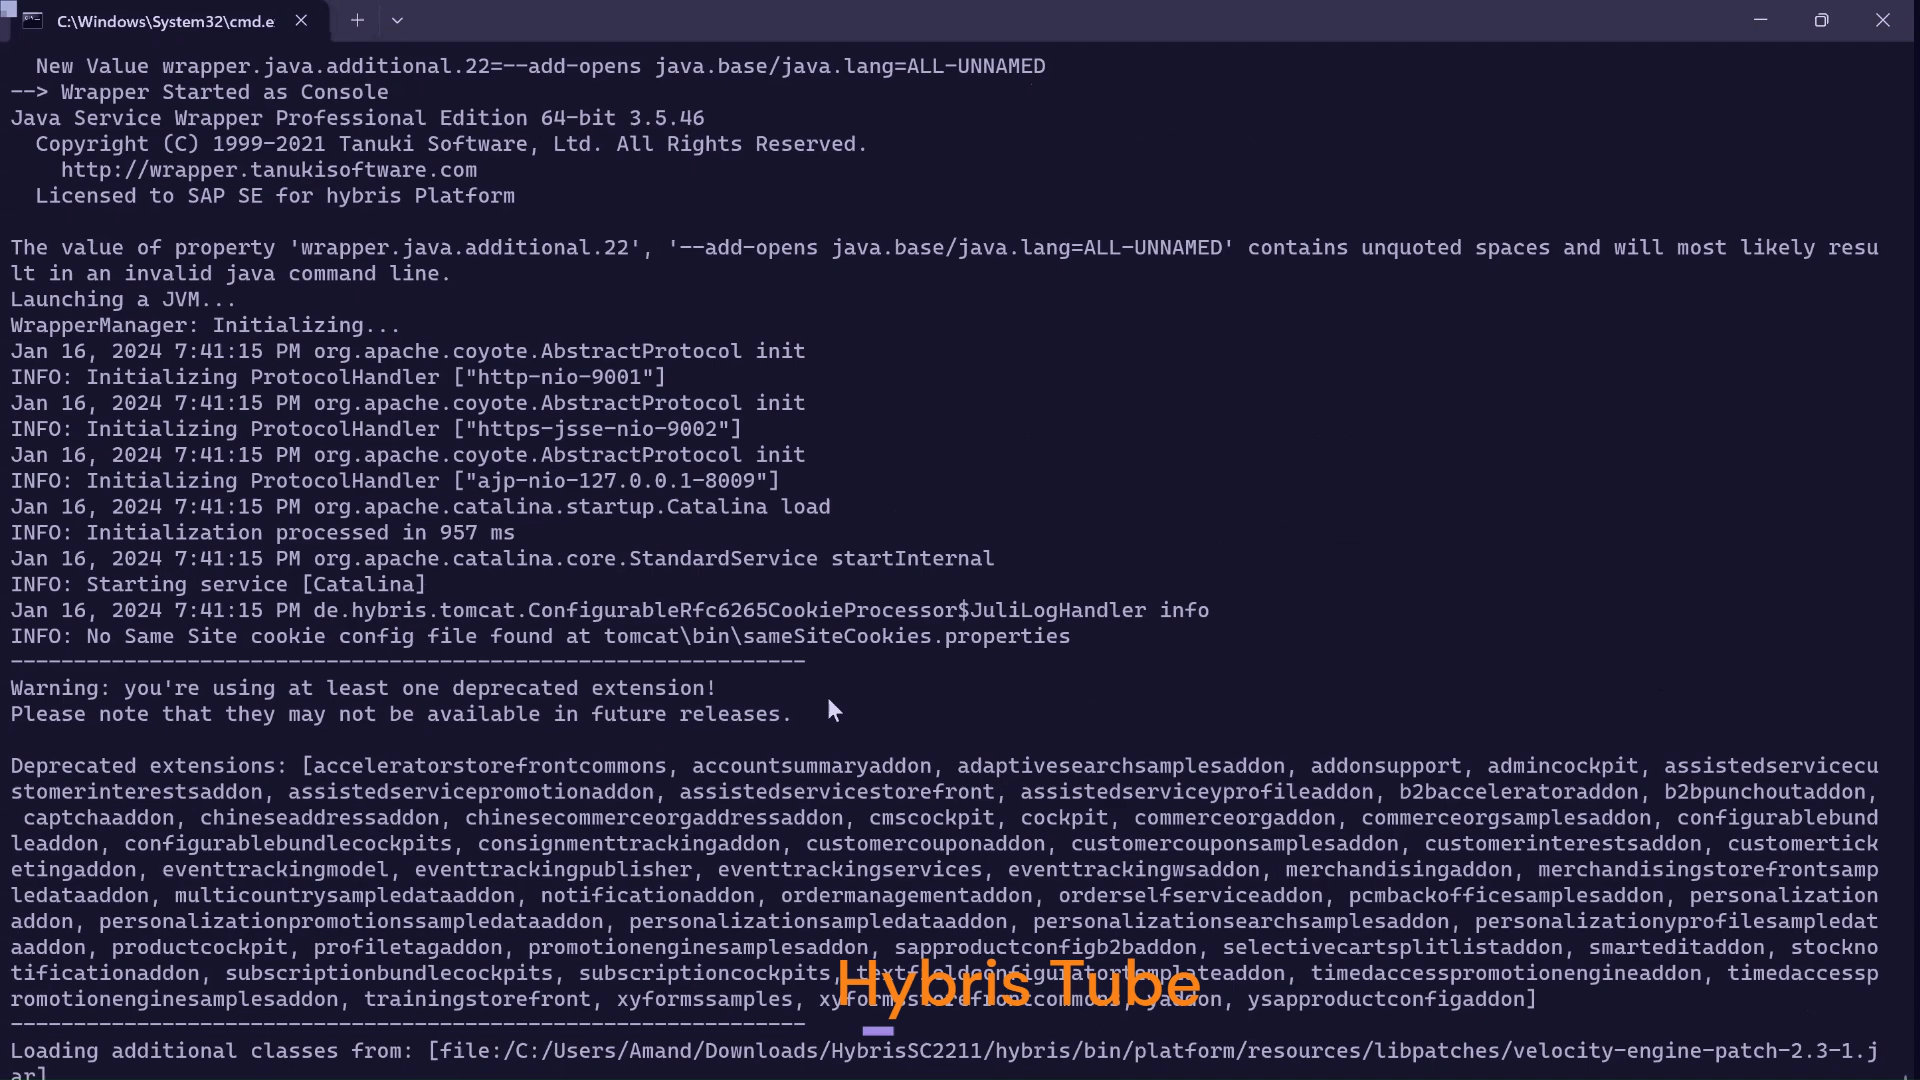 C:\Windows\System32\cmd.e
New Value wrapper.java.additional.22=--add-opens java.base/java.lang=ALL-UNNAMED
--> Wrapper Started as Console
Java Service Wrapper Professional Edition 64-bit 3.5.46
Copyright (C) 1999-2021 Tanuki Software, Ltd. All Rights Reserved.
http://wrapper.tanukisoftware.com
Licensed to SAP SE for hybris Platform
The value of property 'wrapper.java.additional.22', '--add-opens java.base/java.lang=ALL-UNNAMED' contains unquoted spaces and will most likely resu
lt in an invalid java command line.
Launching a JVM...
WrapperManager: Initializing...
Jan 16, 2024 7:41:15 PM org.apache.coyote.AbstractProtocol init
INFO: Initializing ProtocolHandler ["http-nio-9001"]
Jan 16, 2024 7:41:15 PM org.apache.coyote.AbstractProtocol init
INFO: Initializing ProtocolHandler ["https-jsse-nio-9002"]
Jan 16, 2024 7:41:15 PM org.apache.coyote.AbstractProtocol init
INFO: Initializing ProtocolHandler ["ajp-nio-127.0.0.1-8009"]
Jan 16, 2024 7:41:15 PM org.apache.catalina.startup.Catalina load
INFO: Initialization processed in 957 ms
Jan 16, 2024 7:41:15 PM org.apache.catalina.core.StandardService startInternal
INFO: Starting service [Catalina]
Jan 16, 2024 7:41:15 PM de.hybris.tomcat.ConfigurableRfc6265CookieProcessor$JuliLogHandler info
INFO: No Same Site cookie config file found at tomcat\bin\sameSiteCookies.properties
---------------------------------------------------------------
Warning: you're using at least one deprecated extension!
Please note that they may not be available in future releases.
Deprecated extensions: [acceleratorstorefrontcommons, accountsummaryaddon, adaptivesearchsamplesaddon, addonsupport, admincockpit, assistedservicecu
stomerinterestsaddon, assistedservicepromotionaddon, assistedservicestorefront, assistedserviceyprofileaddon, b2bacceleratoraddon, b2bpunchoutaddon,
captchaaddon, chineseaddressaddon, chinesecommerceorgaddressaddon, cmscockpit, cockpit, commerceorgaddon, commerceorgsamplesaddon, configurablebund
leaddon, configurablebundlecockpits, consignmenttrackingaddon, customercouponaddon, customercouponsamplesaddon, customerinterestsaddon, customertick
etingaddon, eventtrackingmodel, eventtrackingpublisher, eventtrackingservices, eventtrackingwsaddon, merchandisingaddon, merchandisingstorefrontsamp
ledataaddon, multicountrysampledataaddon, notificationaddon, ordermanagementaddon, orderselfserviceaddon, pcmbackofficesamplesaddon, personalization
addon, personalizationpromotionssampledataaddon, personalizationsampledataaddon, personalizationsearchsamplesaddon, personalizationyprofilesampledat
aaddon, productcockpit, profiletagaddon, promotionenginesamplesaddon, sapproductconfigb2baddon, selectivecartsplitlistaddon, smarteditaddon, stockno
tificationaddon, subscriptionbundlecockpits, subscriptioncockpits, textfieldconfiguratortemplateaddon, timedaccesspromotionengineaddon, timedaccessp
romotionenginesamplesaddon, trainingstorefront, xyformssamples, xyformsstorefrontcommons, yaddon, ysapproductconfigaddon]
Hybris Tube
---------------------------------------------------------------
Loading additional classes from: [file:/C:/Users/Amand/Downloads/HybrisSC2211/hybris/bin/platform/resources/libpatches/velocity-engine-patch-2.3-1.j
ar]